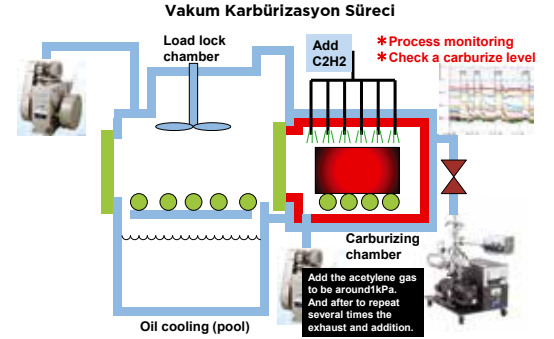 Vakum Karbürizasyon Süreci
Load lock
chamber
Add
C2H2
*Process monitoring
*Check a carburize level
Carburizing
chamber
Add the acetylene gas
to be around1kPa.
And after to repeat
several times the
exhaust and addition.
Oil cooling (pool)